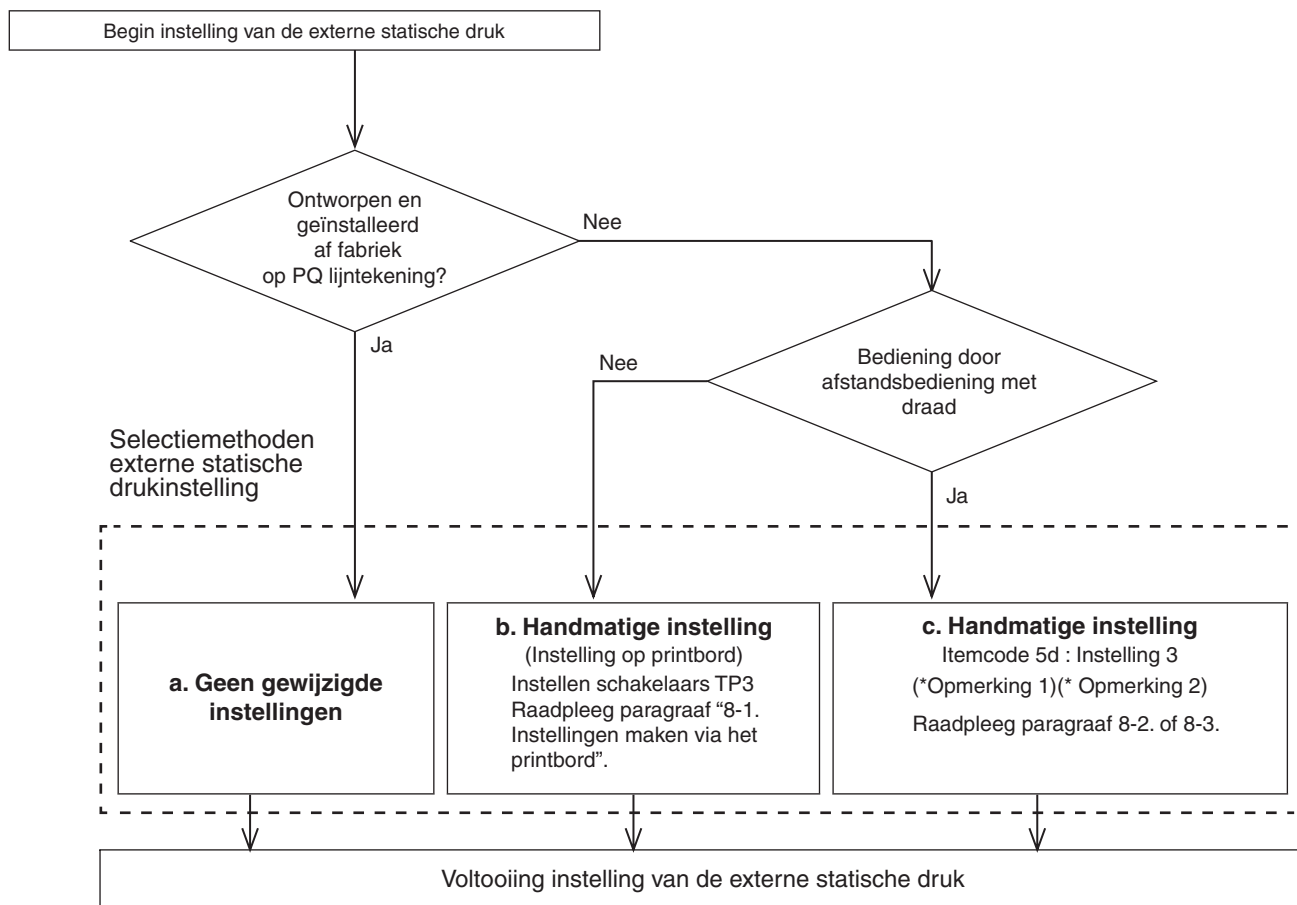 Begin instelling van de externe statische druk
Ontworpen en
geïnstalleerd
af fabriek
op PQ lijntekening?
Nee
Ja
Bediening door
afstandsbediening met
draad
Nee
Ja
Selectiemethoden
externe statische
drukinstelling
a. Geen gewijzigde
instellingen
b. Handmatige instelling
(Instelling op printbord)
Instellen schakelaars TP3
Raadpleeg paragraaf “8-1.
Instellingen maken via het
printbord”.
c. Handmatige instelling
Itemcode 5d : Instelling 3
(*Opmerking 1)(* Opmerking 2)
Raadpleeg paragraaf 8-2. of 8-3.
Voltooiing instelling van de externe statische druk